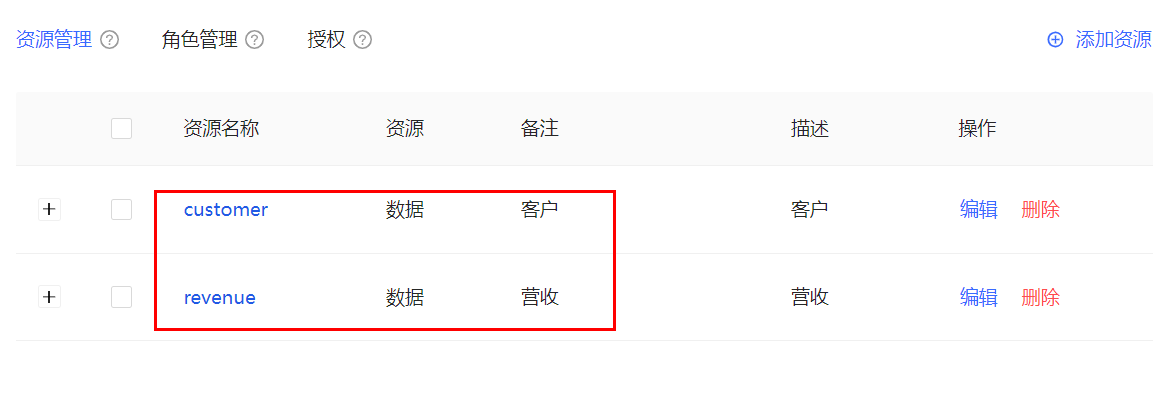 资源管理 角色管理 授权 添加资源
资源名称 资源 备注 描述 操作
customer 数据 客户 客户 编辑 删除
revenue 数据 营收 营收 编辑 删除